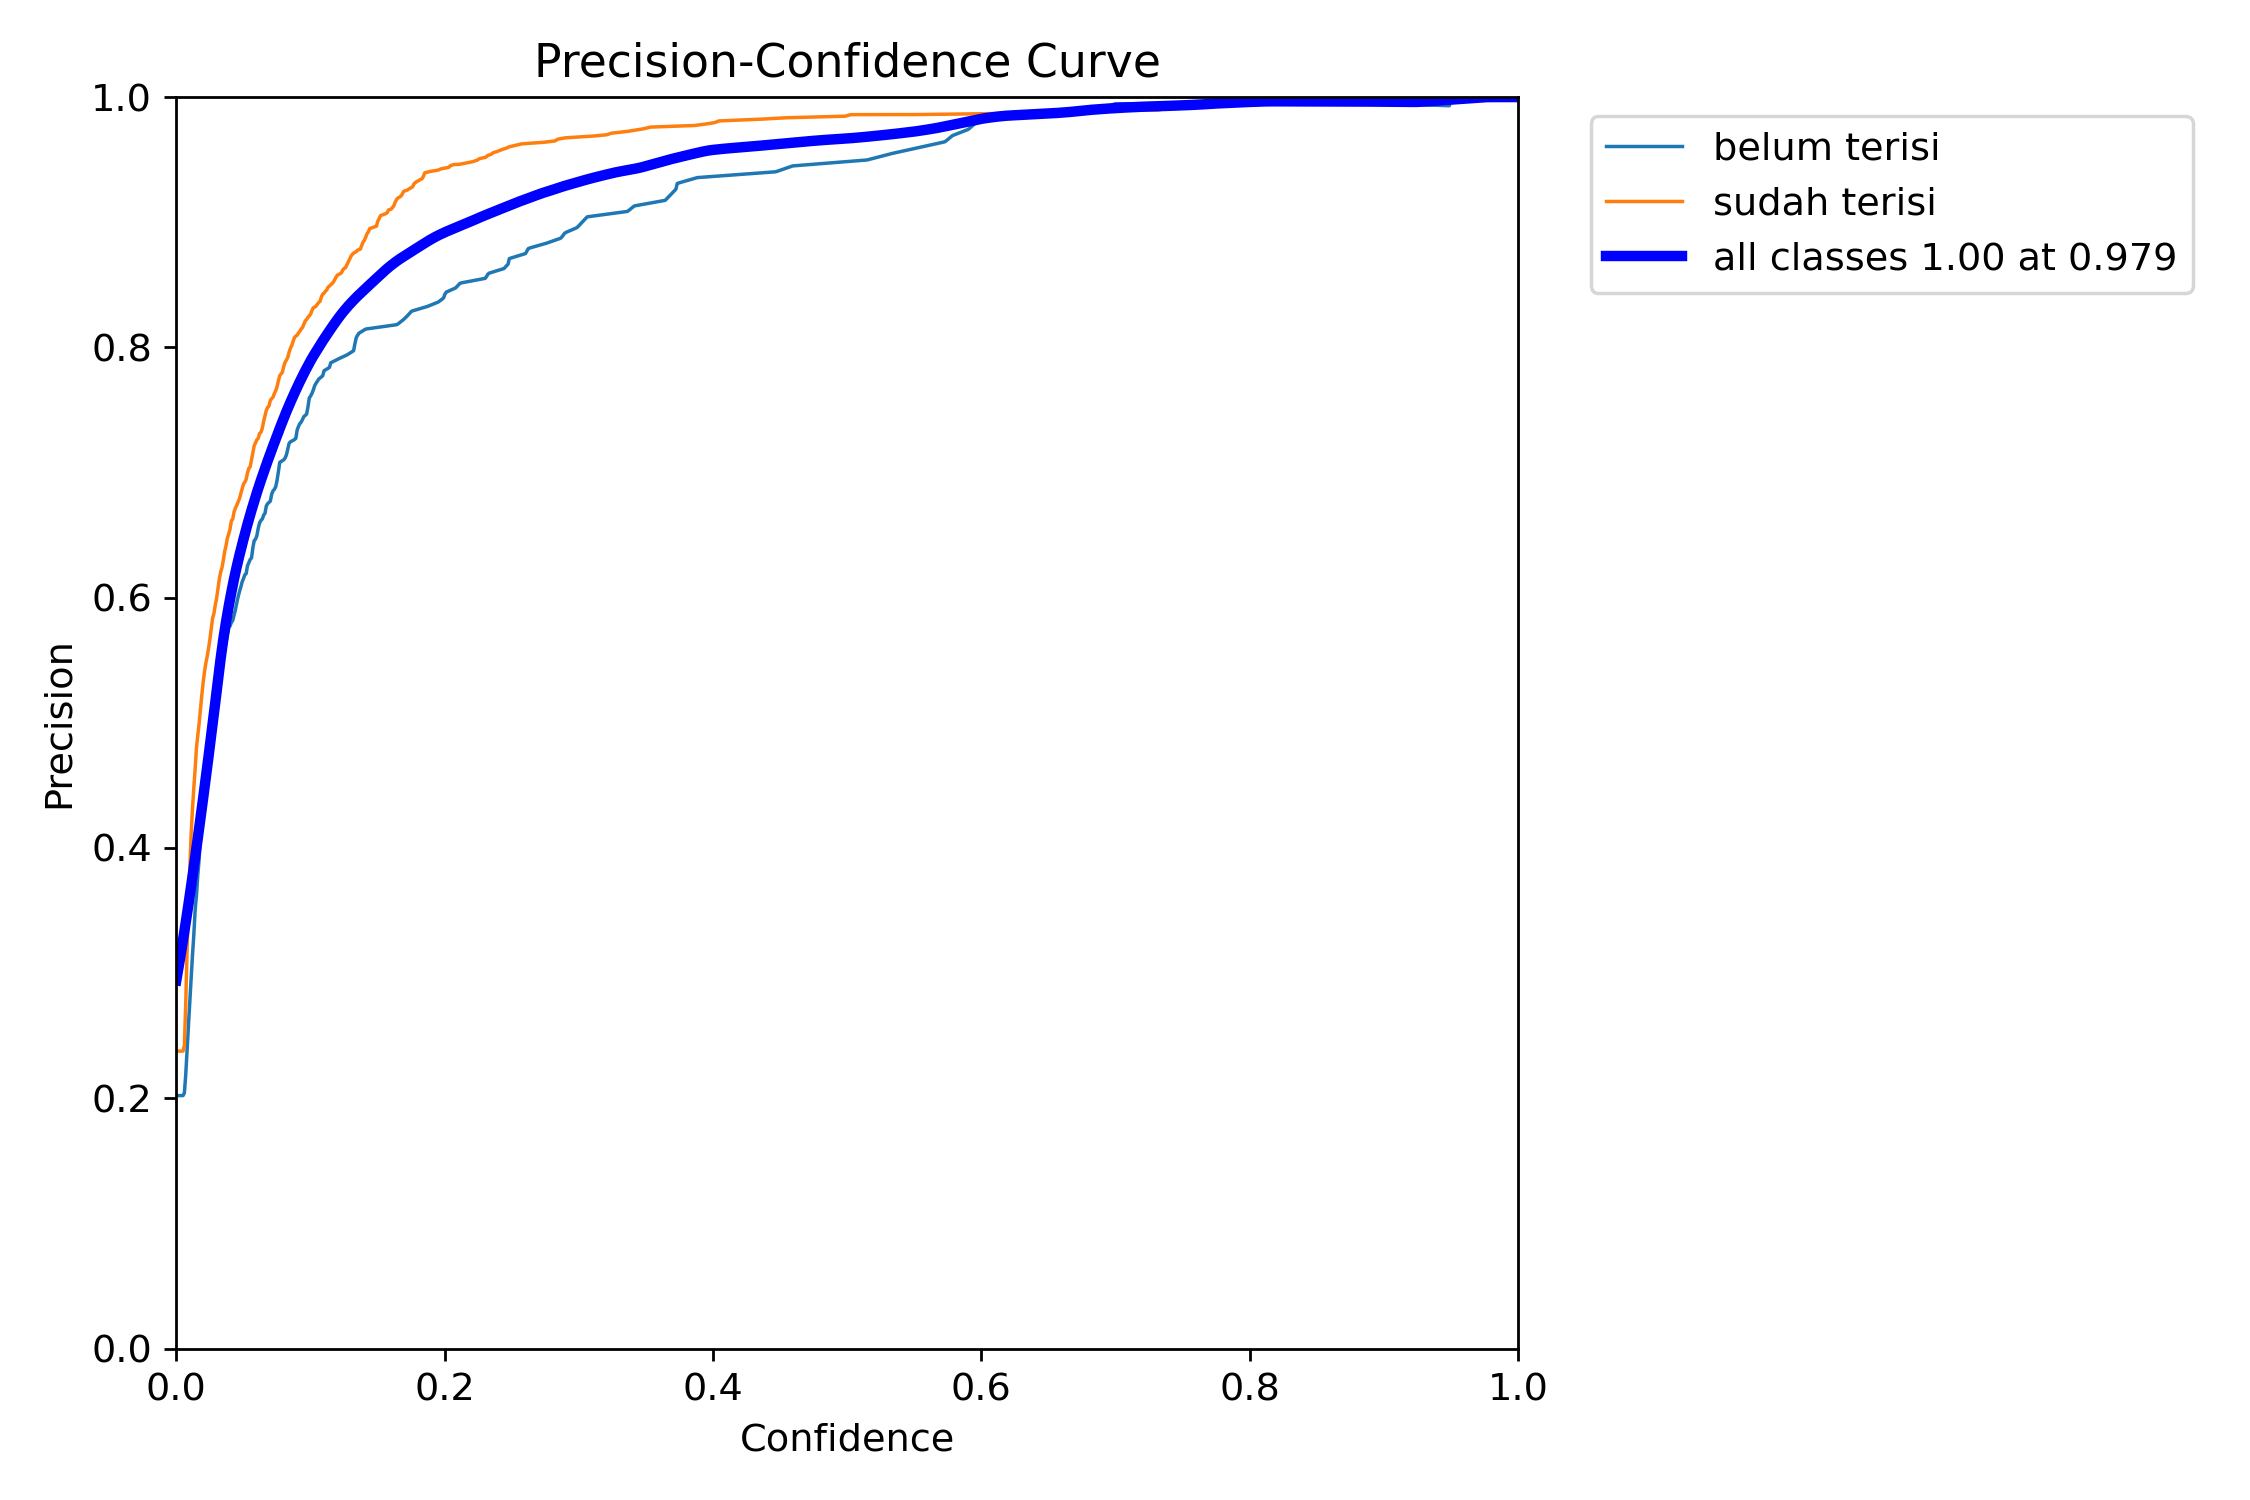 Precision-Confidence Curve
1.0
0.8
0.6
0.4
0.2
0.0
Precision
0.0 0.2 0.4 0.6 0.8 1.0
Confidence
belum terisi
sudah terisi
all classes 1.00 at 0.979